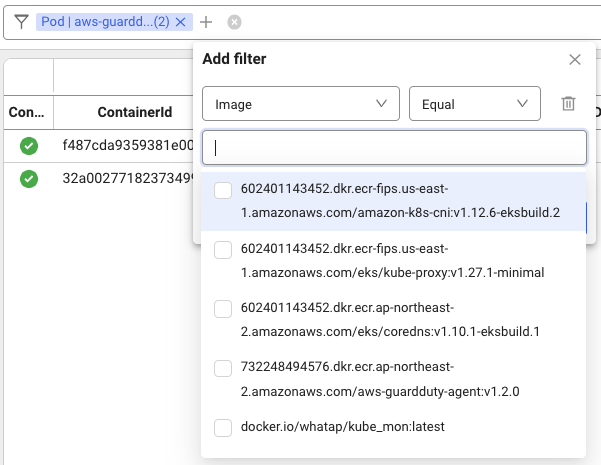 Pod | aws-guardd...(2)
Add filter
Image
Equal
Con...
ContainerId
f487cda9359381e00
32a00277182373499
602401143452.dkr.ecr-fips.us-east-
1.amazonaws.com/amazon-k8s-cni:v1.12.6-eksbuild.2
602401143452.dkr.ecr-fips.us-east-
1.amazonaws.com/eks/kube-proxy:v1.27.1-minimal
602401143452.dkr.ecr.ap-northeast-
2.amazonaws.com/eks/coredns:v1.10.1-eksbuild.1
732248494576.dkr.ecr.ap-northeast-
2.amazonaws.com/aws-guardduty-agent:v1.2.0
docker.io/whatap/kube_mon:latest